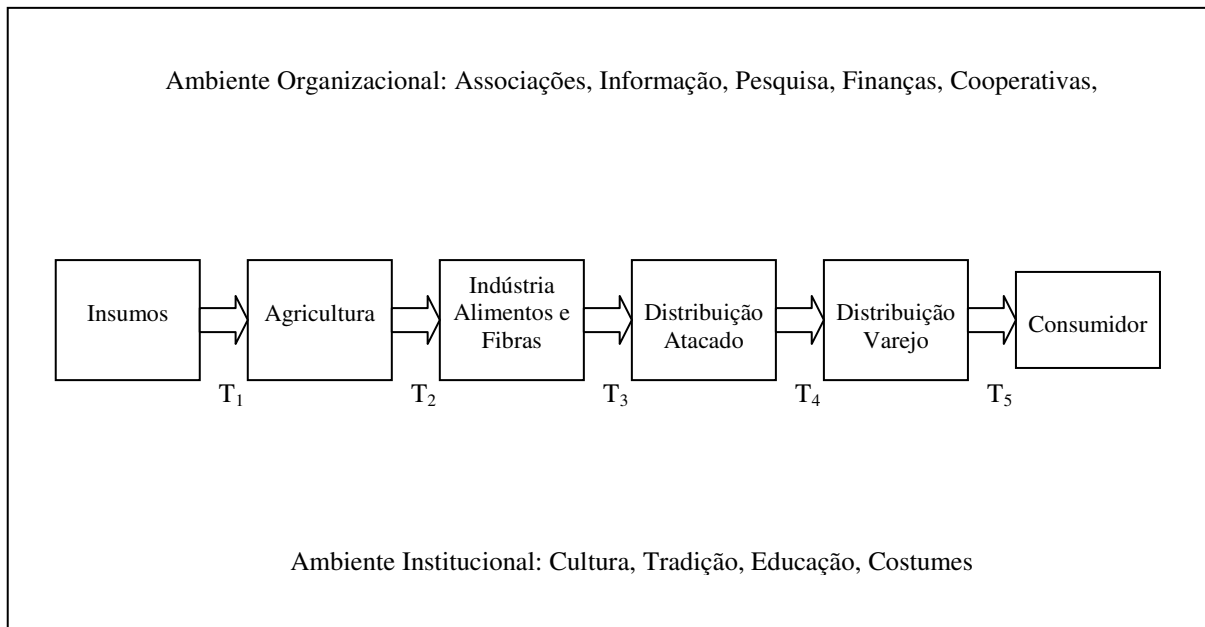 Ambiente Organizacional: Associações, Informação, Pesquisa, Finanças, Cooperativas,
Insumos
Agricultura
Indústria
Alimentos e
Fibras
Distribuição
Atacado
Distribuição
Varejo
Consumidor
T1
T2
T3
T4
T5
Ambiente Institucional: Cultura, Tradição, Educação, Costumes